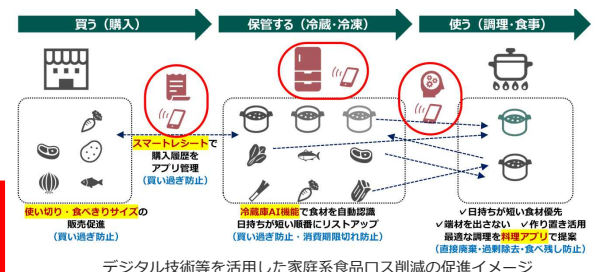 買う（購入）
保管する（冷蔵・冷凍）
使う（調理・食事）
スマートレシートで
購入履歴を
アプリ管理
（買い過ぎ防止）
使い切り・食べきりサイズの
販売促進
（買い過ぎ防止）
冷蔵庫AI機能で食材を自動認識
日持ちが短い順番にリストアップ
（買い過ぎ防止・消費期限切れ防止）
✓日持ちが短い食材優先
✓端材を出さない ✓作り置き活用
最適な調理を料理アプリで提案
（直接廃棄・過剰除去・食べ残し防止）
デジタル技術等を活用した家庭系食品ロス削減の促進イメージ